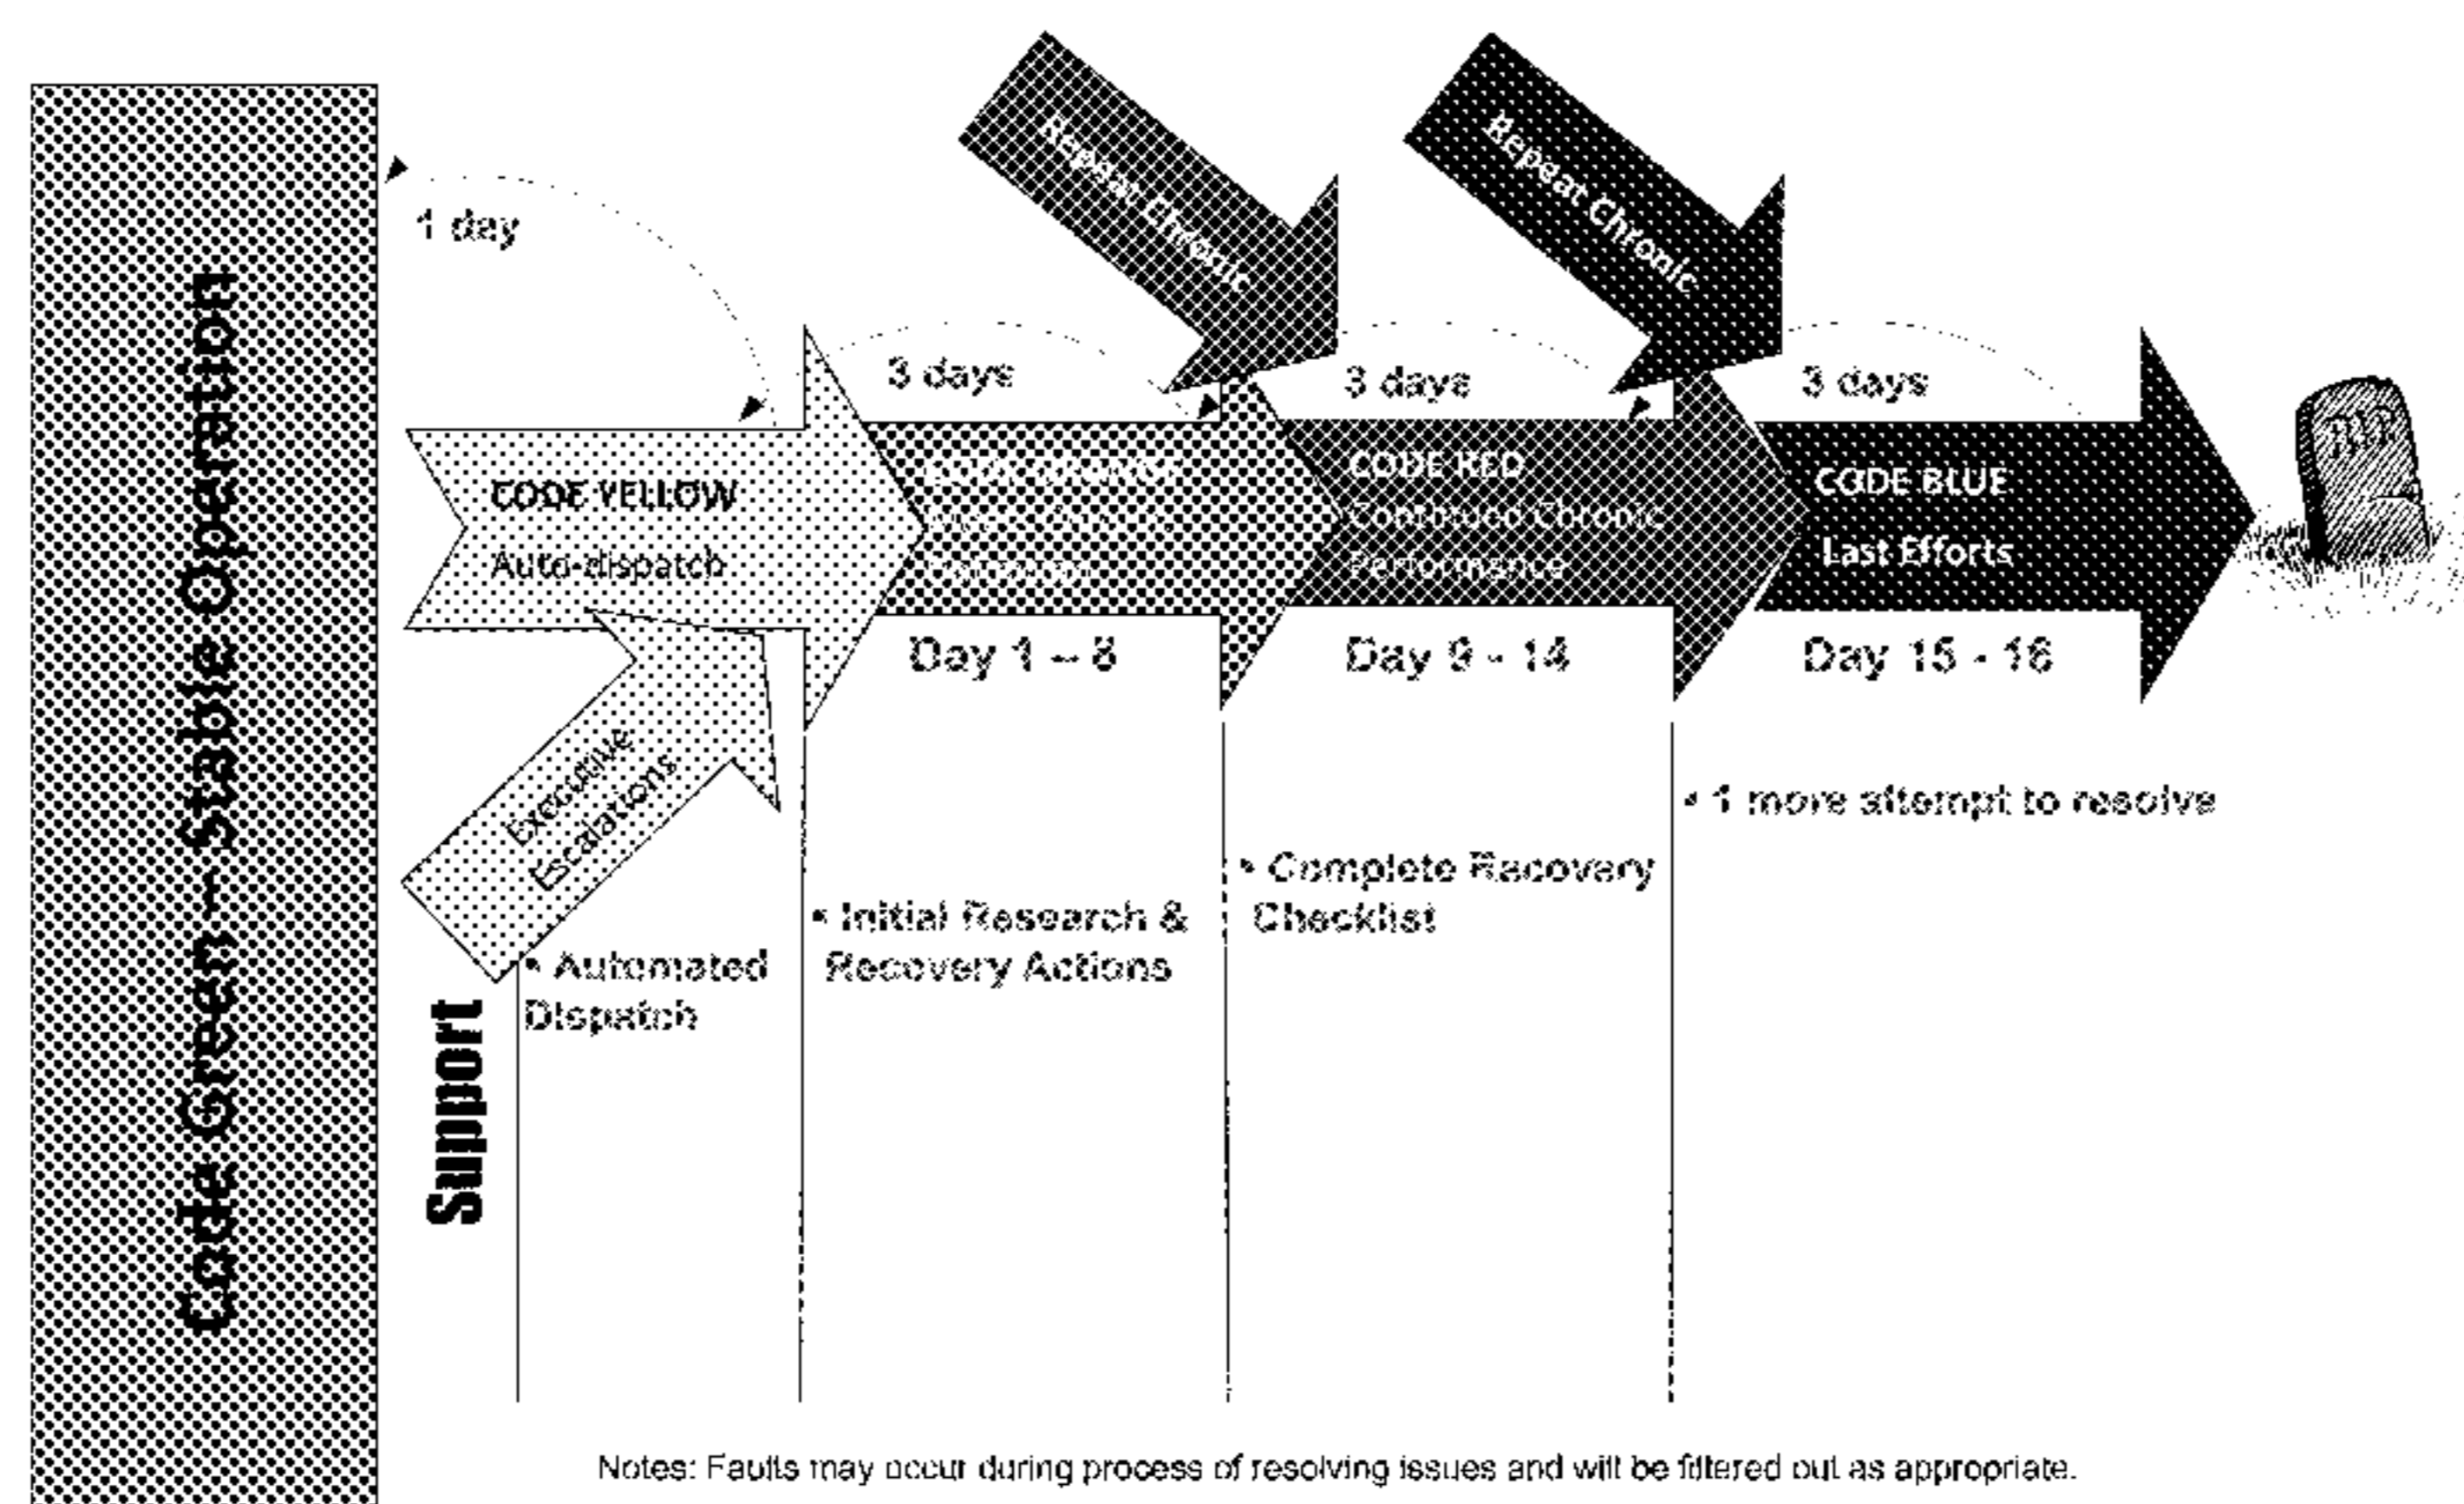 Code Green – Stable Operation
1 day
Repeat Chronic
Repeat Chronic
3 days
3 days
3 days
CODE YELLOW
Auto-dispatch
CODE RED
Continued Chronic
Performance
CODE BLUE
Last Efforts
RIP
Day 1 – 8
Day 9 - 14
Day 15 - 16
Executive
Escalations
Support
• Automated
Dispatch
• Initial Research &
Recovery Actions
• Complete Recovery
Checklist
• 1 more attempt to resolve
Notes: Faults may occur during process of resolving issues and will be filtered out as appropriate.